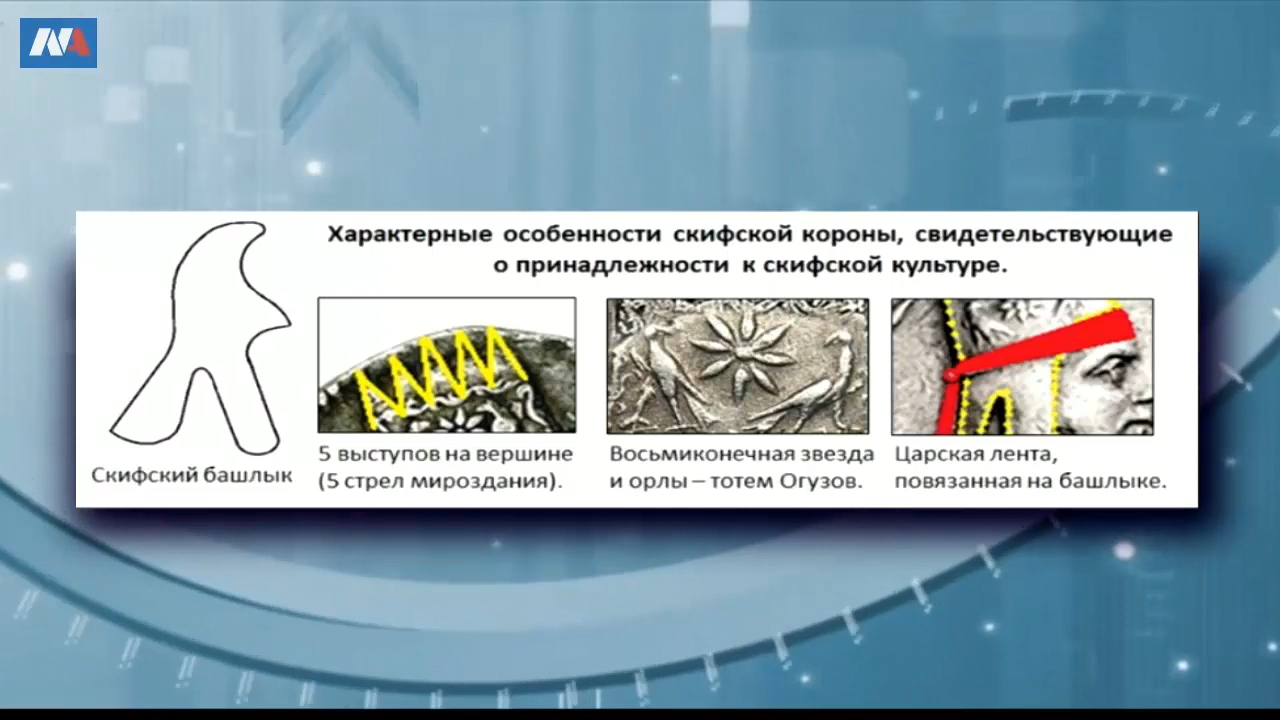 NA
Характерные особенности скифской короны, свидетельствующие
о принадлежности к скифской культуре.
Скифский башлык
5 выступов на вершине
(5 стрел мироздания).
Восьмиконечная звезда
и орлы – тотем Огузов.
Царская лента,
повязанная на башлыке.